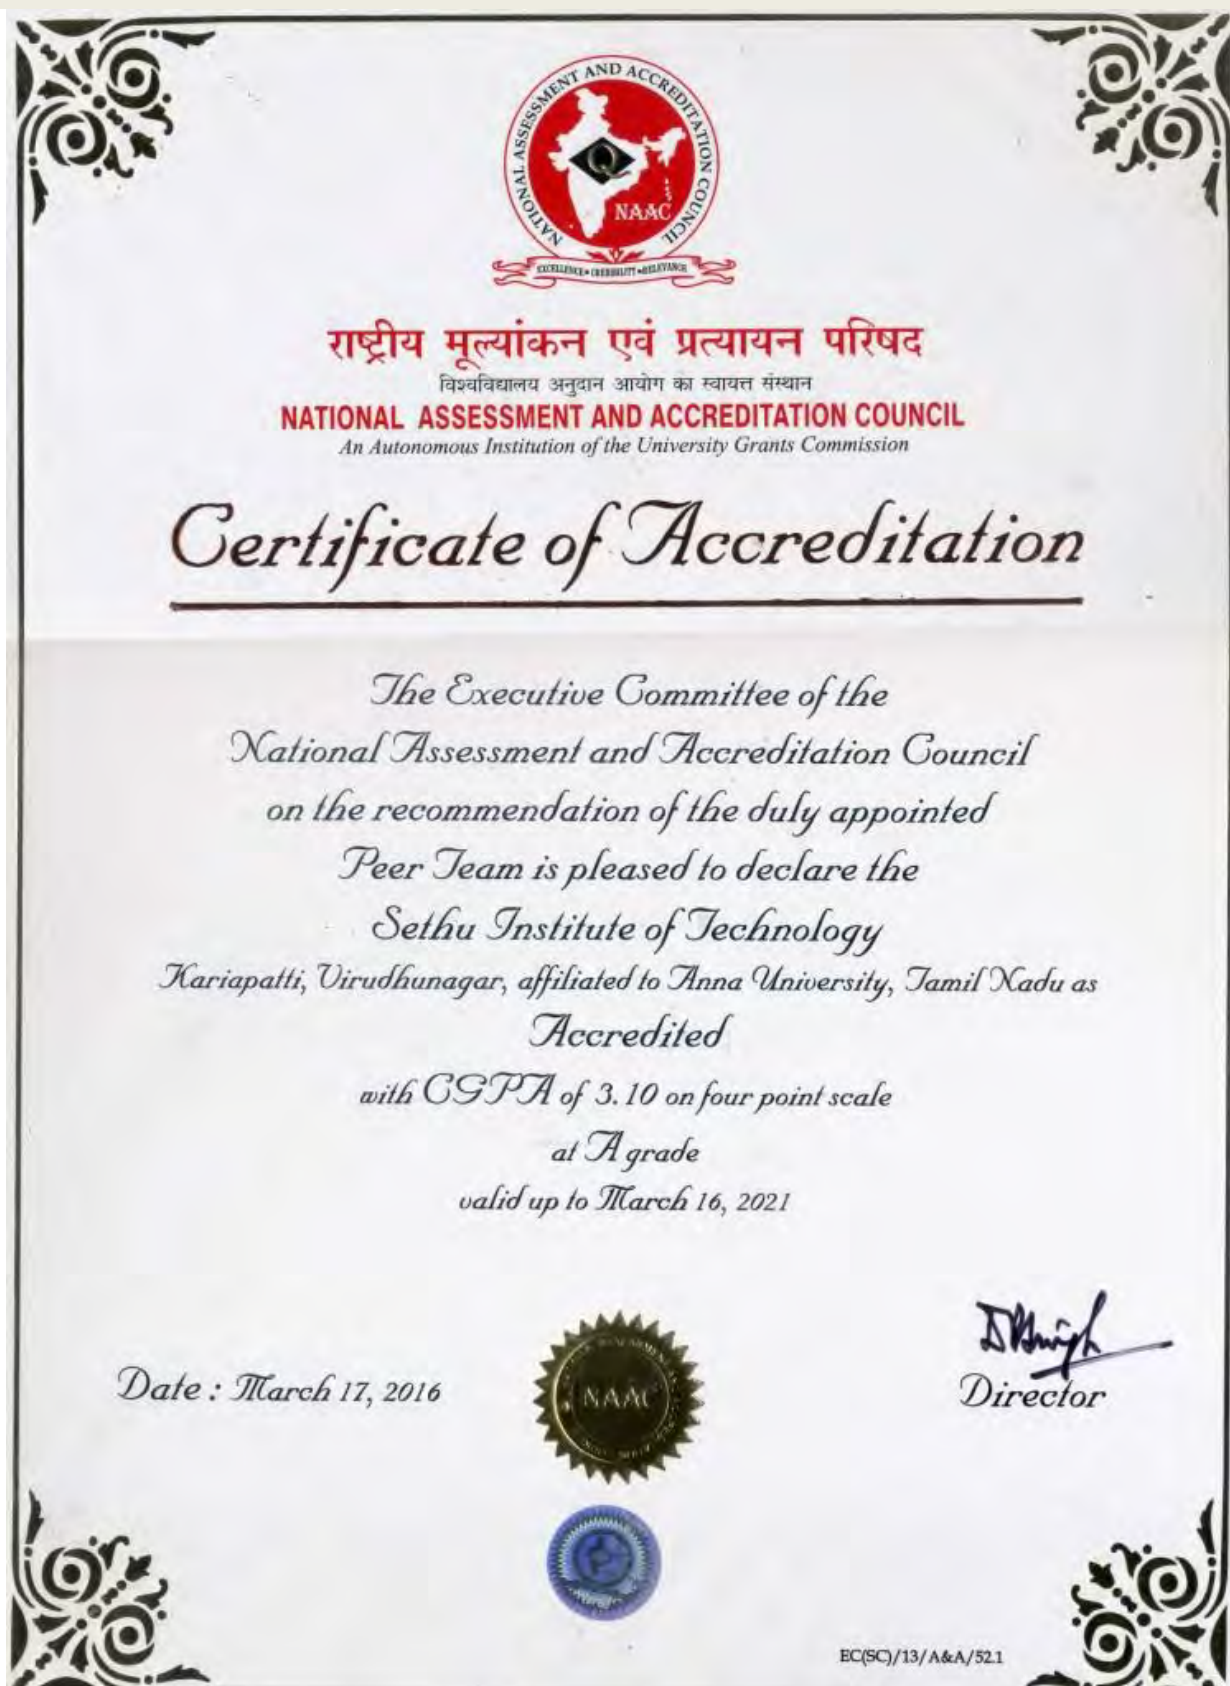 NATIONAL ASSESSMENT AND ACCREDITATION COUNCIL
Q
NAAC
EXCELLENCE • CREDIBILITY • RELEVANCE
राष्ट्रीय मूल्यांकन एवं प्रत्यायन परिषद
विश्वविद्यालय अनुदान आयोग का स्वायत्त संस्थान
NATIONAL ASSESSMENT AND ACCREDITATION COUNCIL
An Autonomous Institution of the University Grants Commission
Certificate of Accreditation
The Executive Committee of the
National Assessment and Accreditation Council
on the recommendation of the duly appointed
Peer Team is pleased to declare the
Sethu Institute of Technology
Kariapatti, Virudhunagar, affiliated to Anna University, Tamil Nadu as
Accredited
with CGPA of 3.10 on four point scale
at A grade
valid up to March 16, 2021
Date : March 17, 2016
NAAC
Director
EC(SC)/13/A&A/52.1